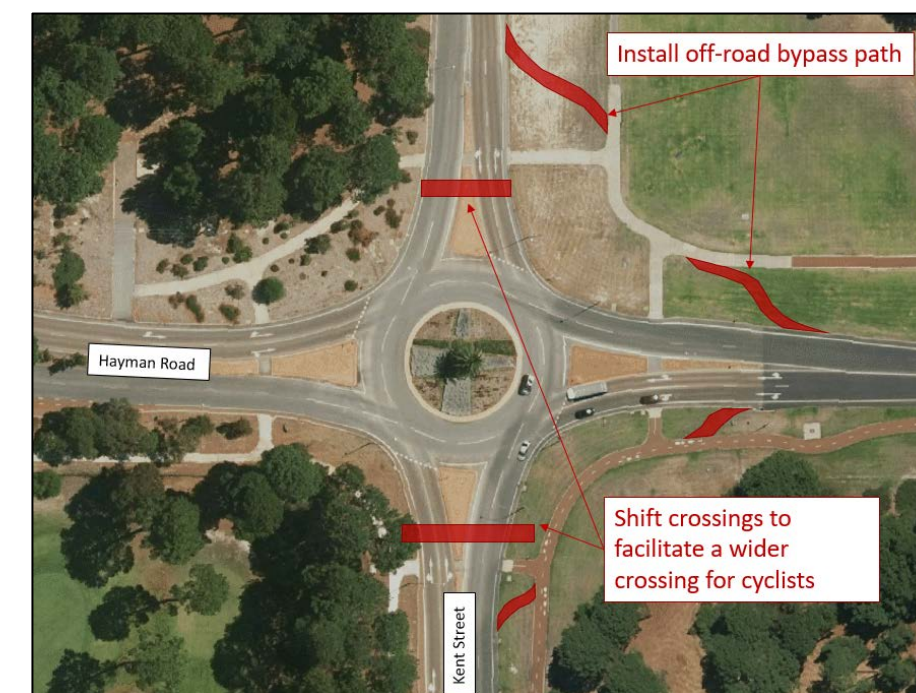 Install off-road bypass path
Hayman Road
Shift crossings to
facilitate a wider
crossing for cyclists
Kent Street